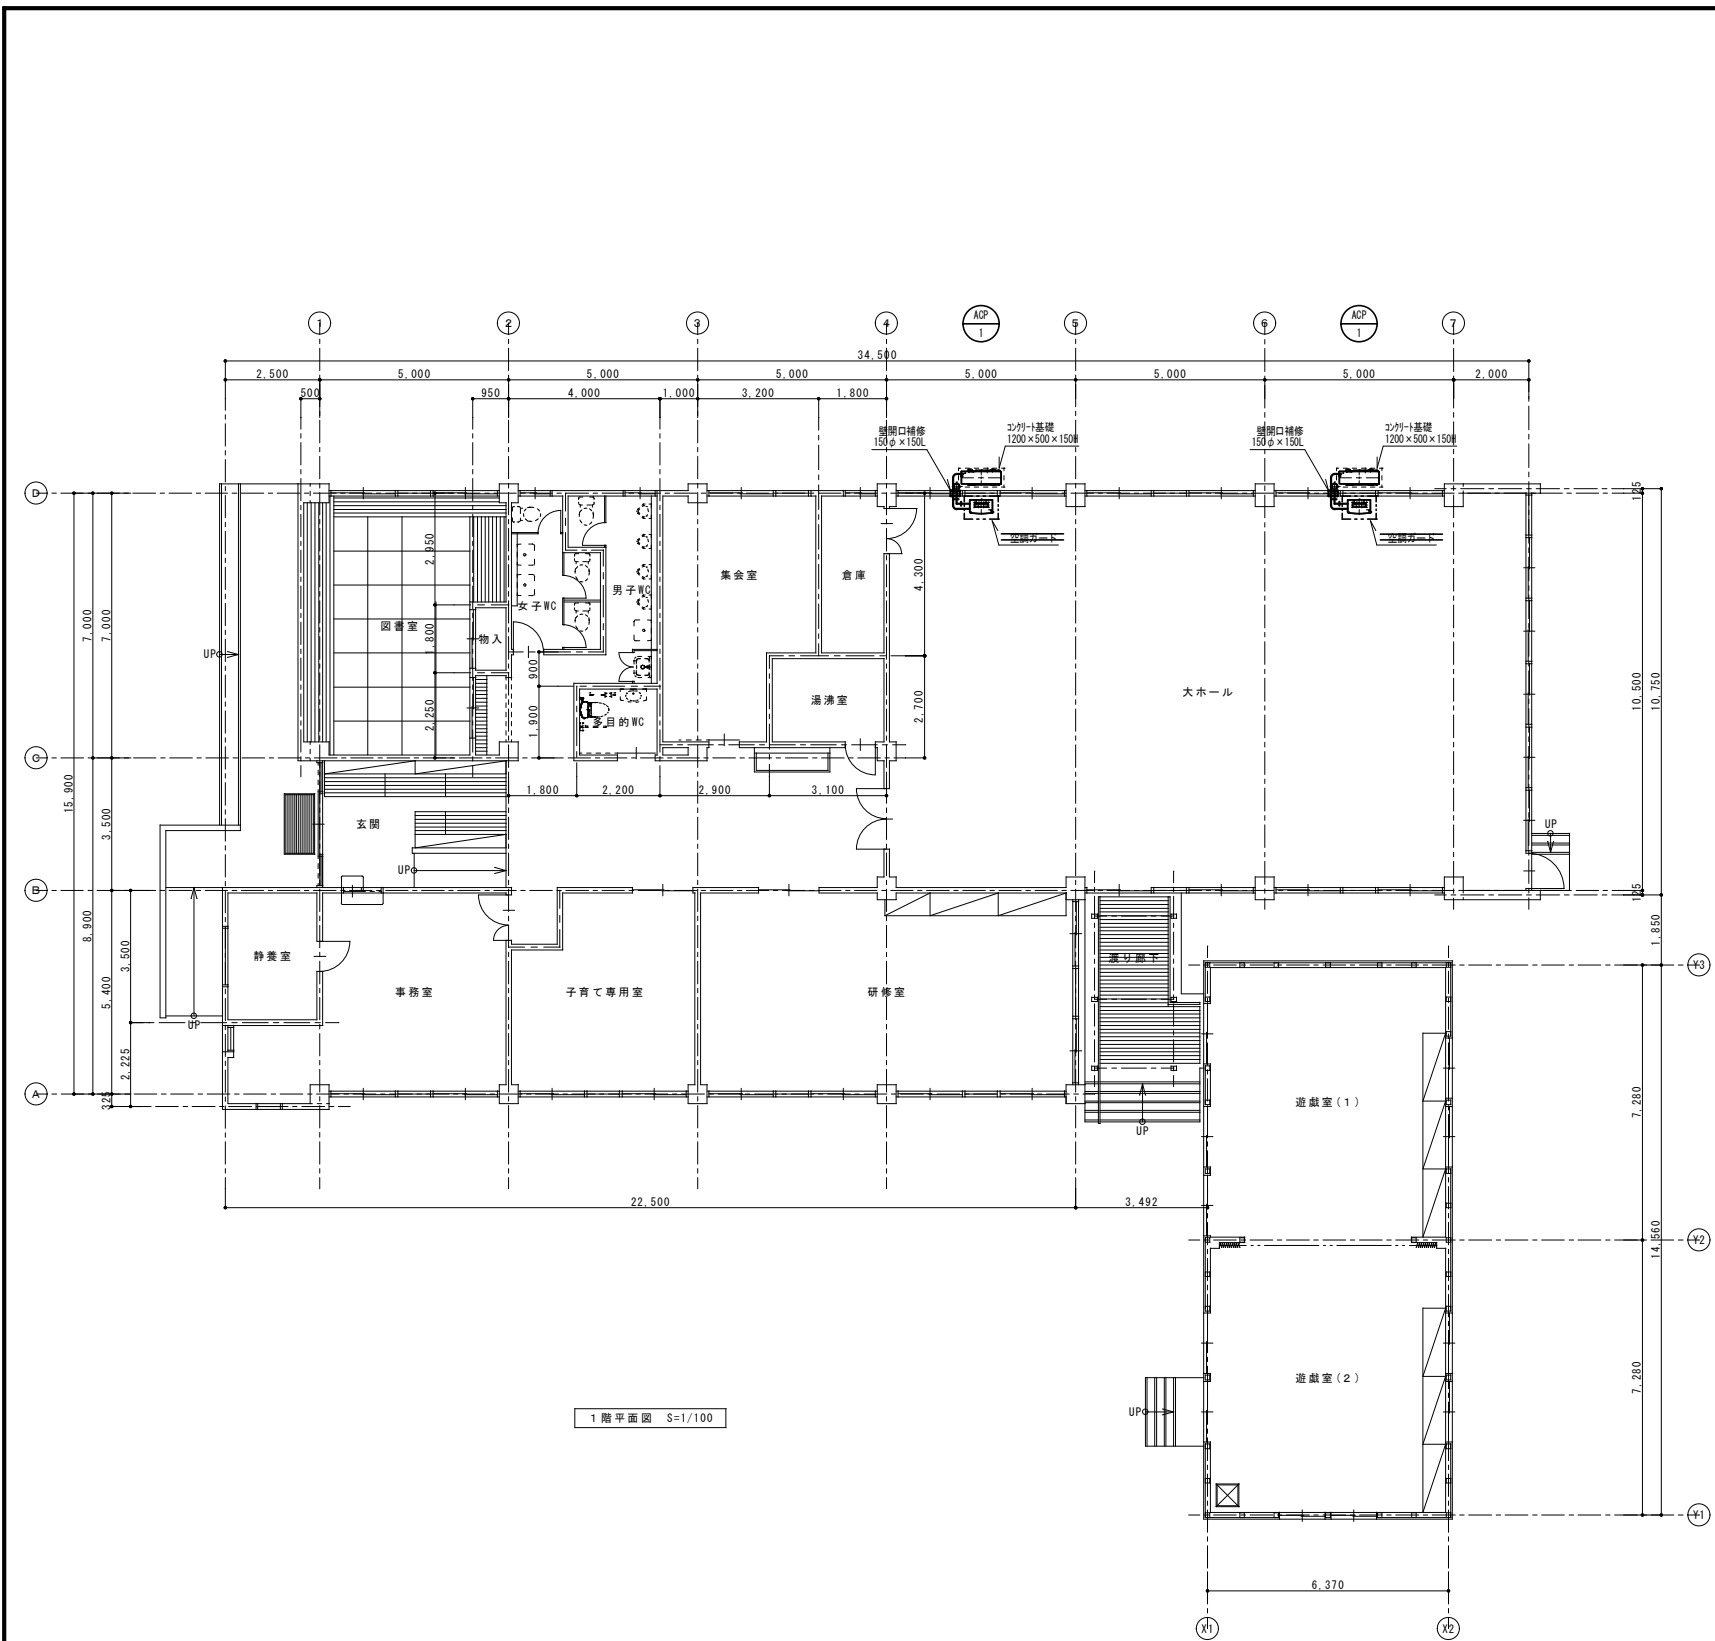 1
2
3
4
ACP
1
5
6
ACP
1
7
34,500
2,500
5,000
5,000
5,000
5,000
5,000
5,000
2,000
500
950
4,000
1,000
3,200
1,800
壁開口補修
150φ×150L
コンクリート基礎
1200×500×150H
壁開口補修
150φ×150L
コンクリート基礎
1200×500×150H
D
125
空調ガード
空調ガード
2,950
集会室
倉庫
4,300
男子WC
女子WC
7,000
7,000
図書室
1,800
物入
UP
900
湯沸室
大ホール
10,500
10,750
2,250
1,900
多目的WC
2,700
C
15,900
3,500
1,800
2,200
2,900
3,100
玄関
UP
UP
B
125
8,900
3,500
静養室
渡り廊下
1,850
Y3
5,400
事務室
子育て専用室
研修室
UP
2,225
A
325
遊戯室(1)
7,280
UP
22,500
3,492
14,560
Y2
遊戯室(2)
7,280
UP
1階平面図 S=1/100
Y1
6,370
X1
X2